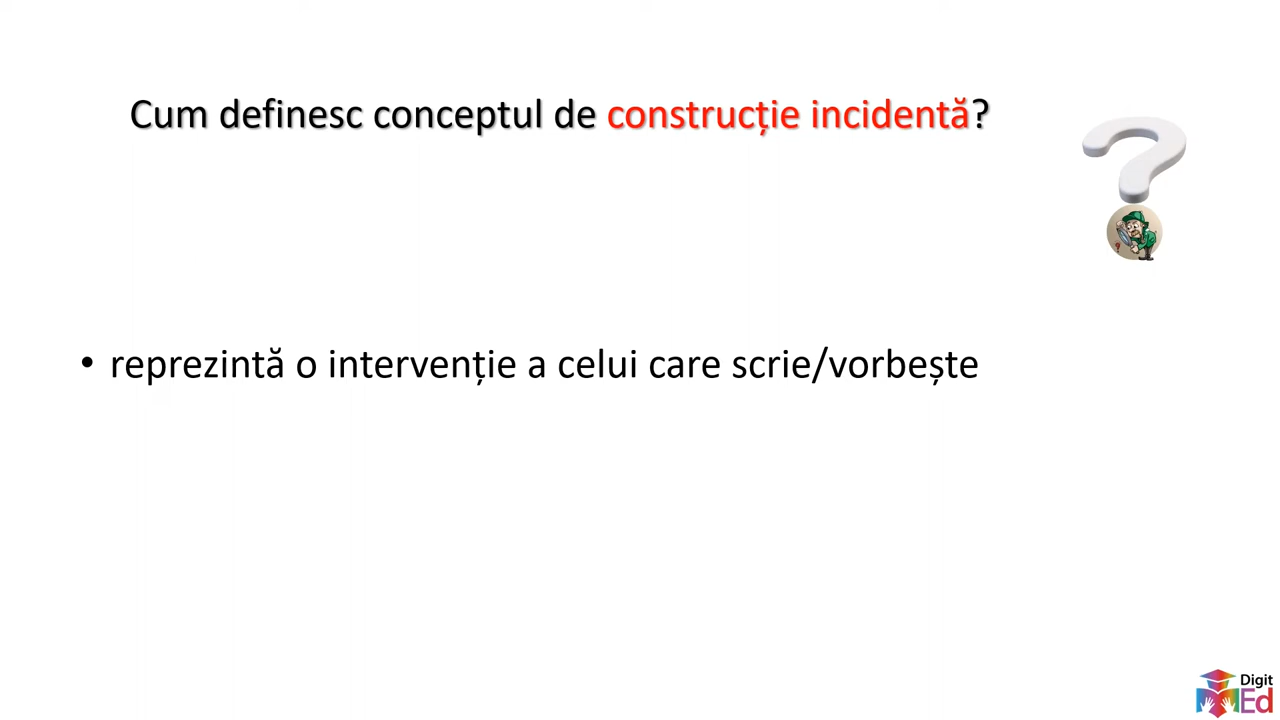 Cum definesc conceptul de construcție incidentă?
• reprezintă o intervenție a celui care scrie/vorbește
Digit
Ed